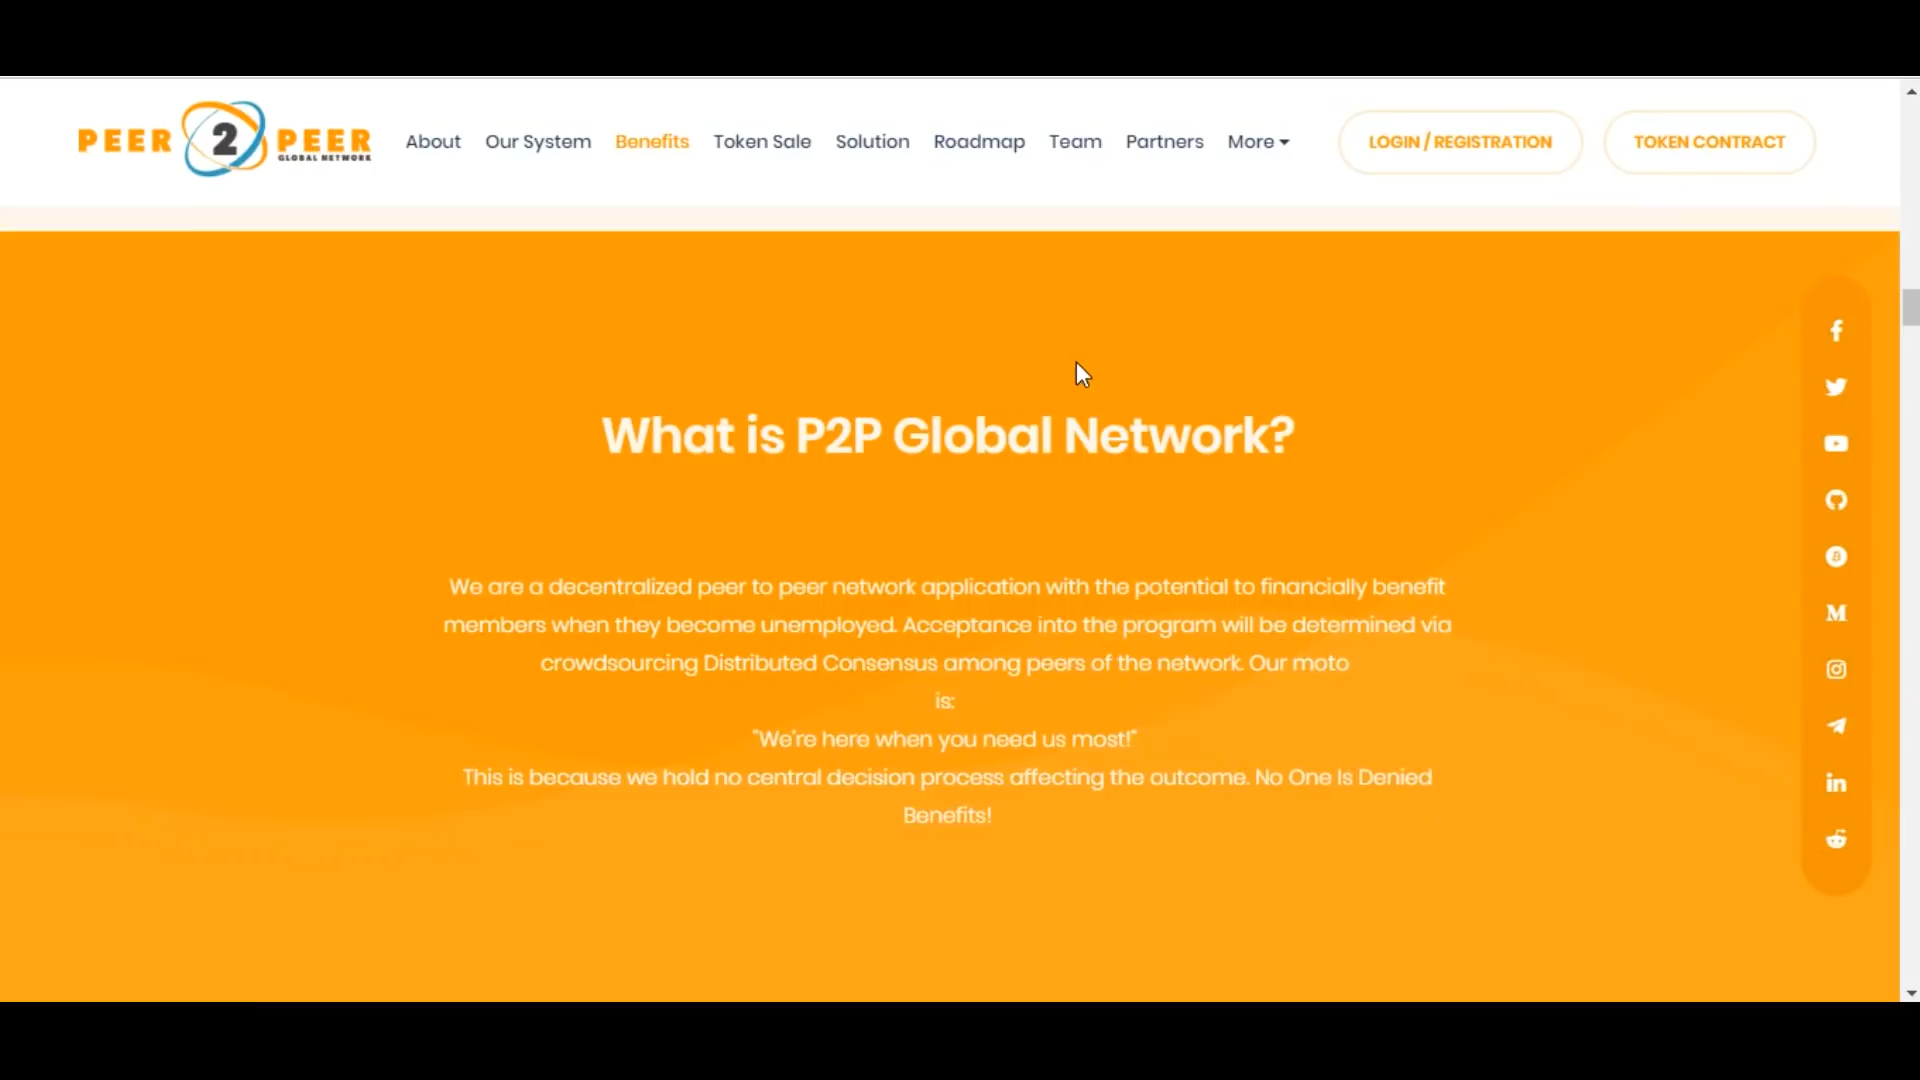 PEER 2 PEER
GLOBAL NETWORK
About Our System Benefits Token Sale Solution Roadmap Team Partners More LOGIN / REGISTRATION TOKEN CONTRACT
What is P2P Global Network?
We are a decentralized peer to peer network application with the potential to financially benefit
members when they become unemployed. Acceptance into the program will be determined via
crowdsourcing Distributed Consensus among peers of the network. Our moto
is:
"We're here when you need us most!"
This is because we hold no central decision process affecting the outcome. No One Is Denied
Benefits!